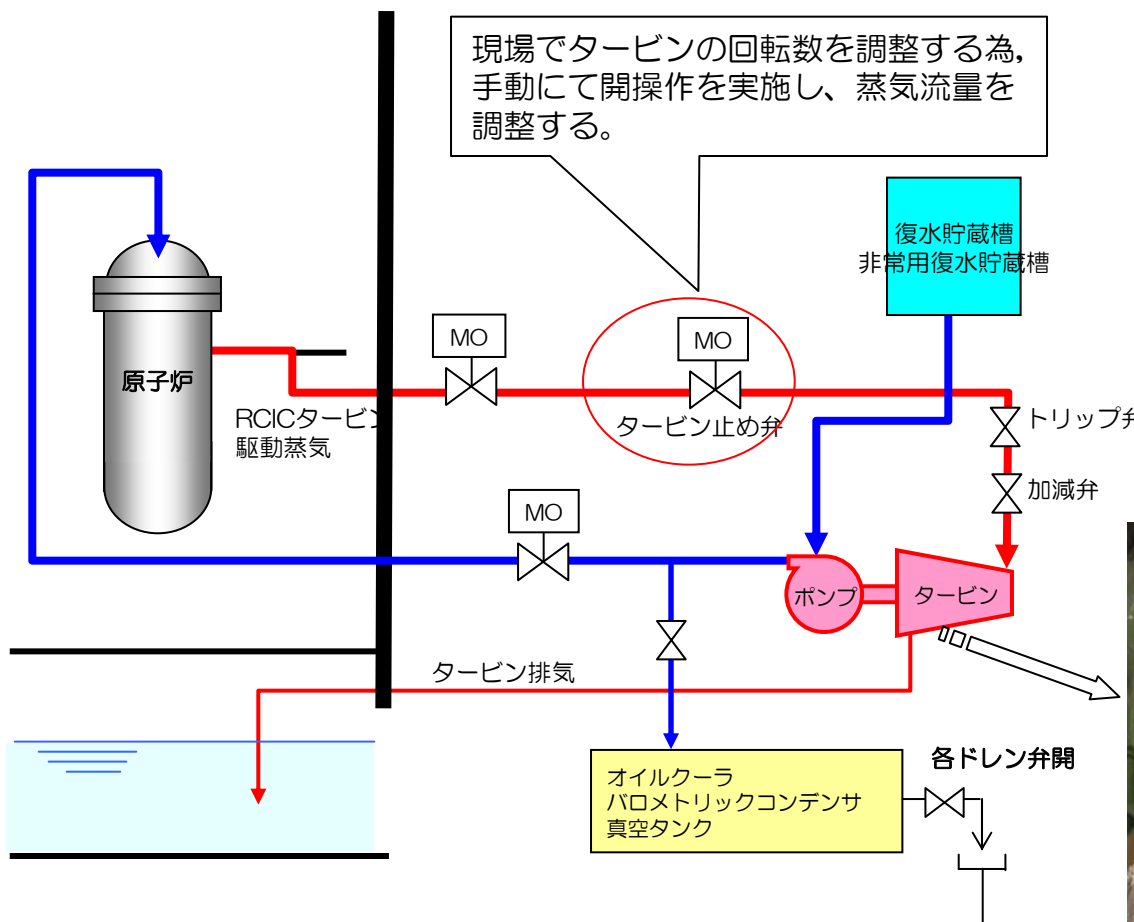 現場でタービンの回転数を調整する為,
手動にて開操作を実施し、蒸気流量を
調整する。
復水貯蔵槽
非常用復水貯蔵槽
MO
MO
原子炉
RCICタービン
駆動蒸気
タービン止め弁
トリップ弁
加減弁
MO
ポンプ
タービン
タービン排気
各ドレン弁開
オイルクーラ
バロメトリックコンデンサ
真空タンク